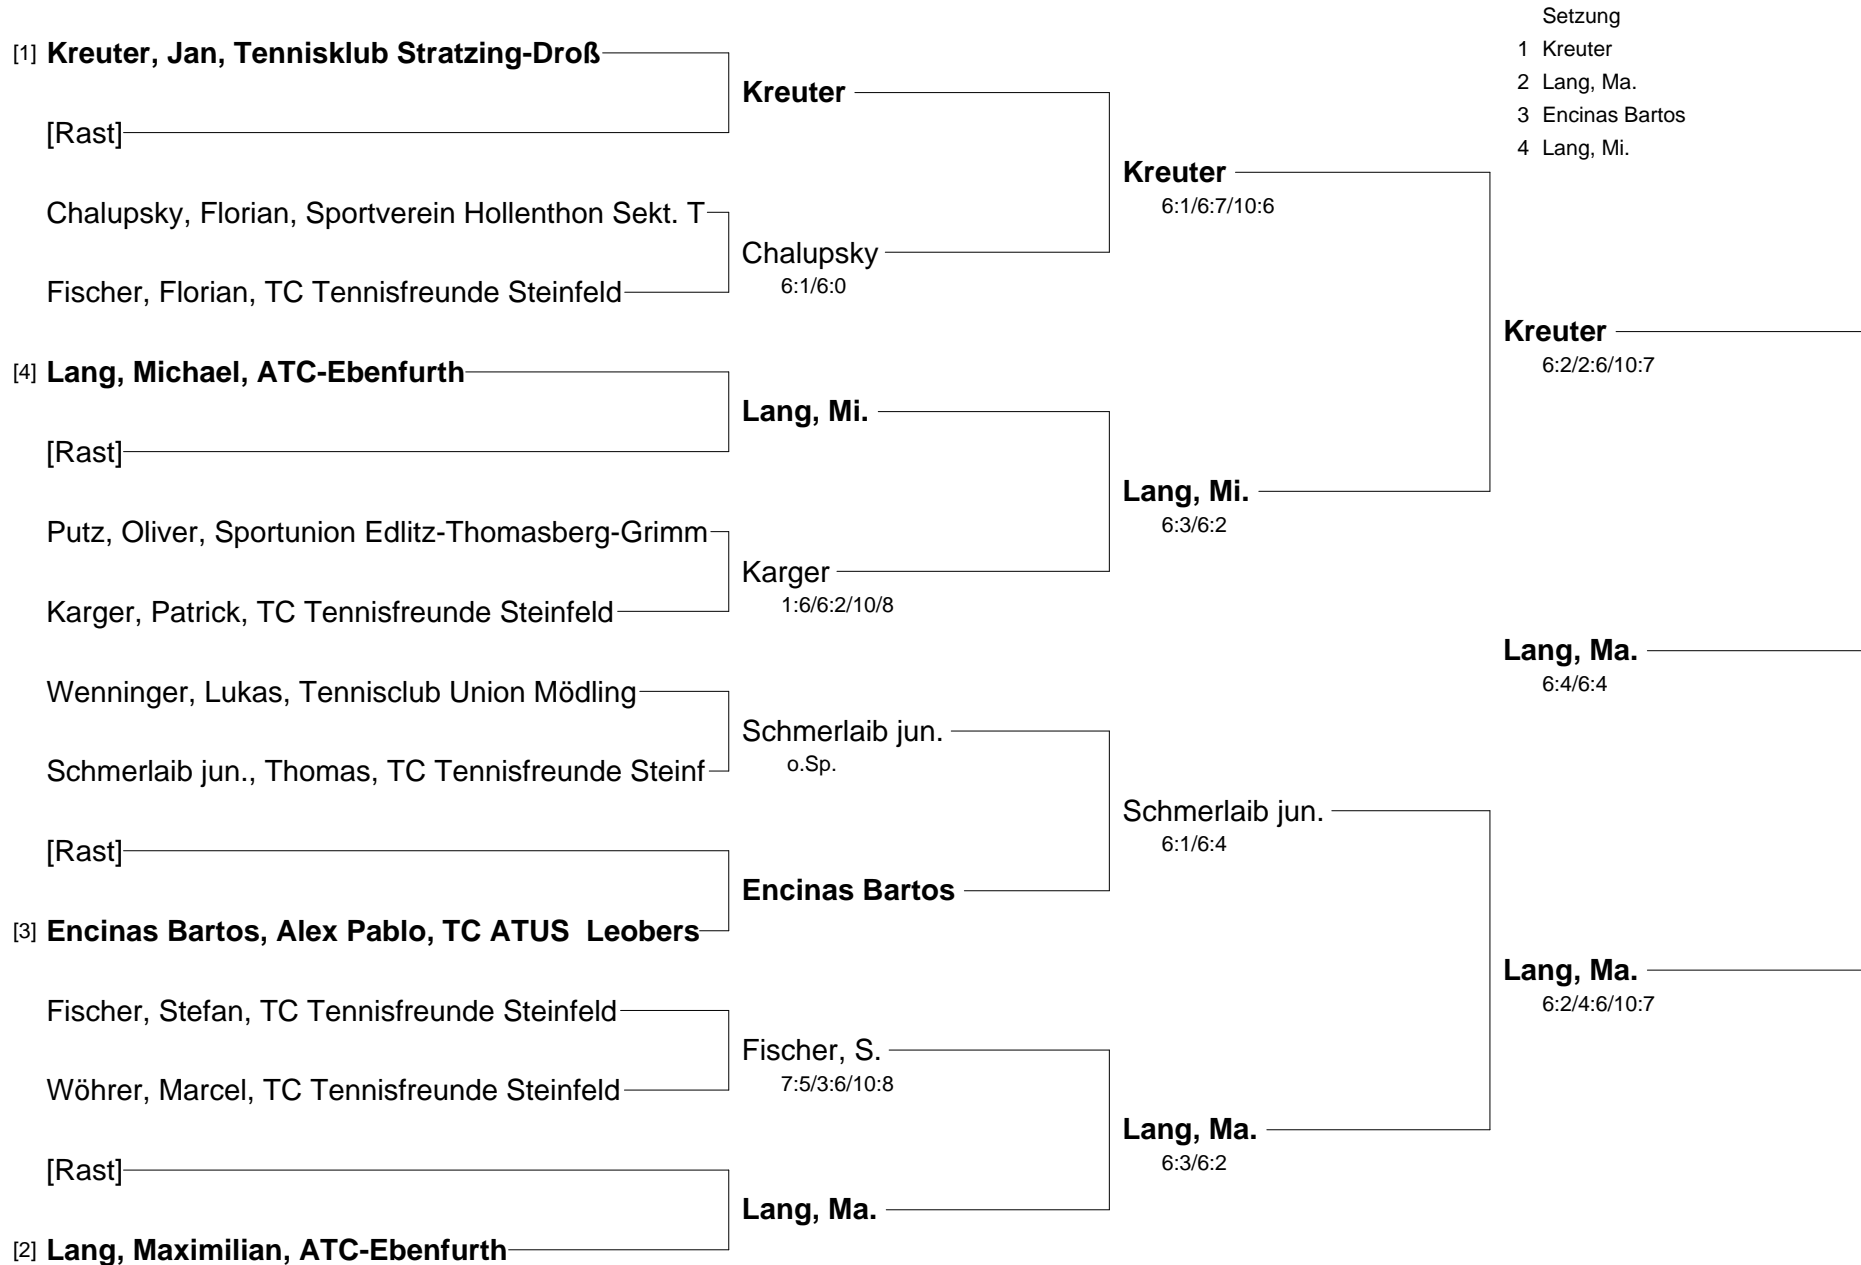 Setzung
1 Kreuter
2 Lang, Ma.
3 Encinas Bartos
4 Lang, Mi.
[1] Kreuter, Jan, Tennisklub Stratzing-Droß
Kreuter
[Rast]
Kreuter
6:1/6:7/10:6
Chalupsky, Florian, Sportverein Hollenthon Sekt. T
Chalupsky
6:1/6:0
Fischer, Florian, TC Tennisfreunde Steinfeld
Kreuter
6:2/2:6/10:7
[4] Lang, Michael, ATC-Ebenfurth
Lang, Mi.
[Rast]
Lang, Mi.
6:3/6:2
Putz, Oliver, Sportunion Edlitz-Thomasberg-Grimm
Karger
1:6/6:2/10/8
Karger, Patrick, TC Tennisfreunde Steinfeld
Lang, Ma.
6:4/6:4
Wenninger, Lukas, Tennisclub Union Mödling
Schmerlaib jun.
o.Sp.
Schmerlaib jun., Thomas, TC Tennisfreunde Steinf
Schmerlaib jun.
6:1/6:4
[Rast]
Encinas Bartos
[3] Encinas Bartos, Alex Pablo, TC ATUS Leobers
Lang, Ma.
6:2/4:6/10:7
Fischer, Stefan, TC Tennisfreunde Steinfeld
Fischer, S.
7:5/3:6/10:8
Wöhrer, Marcel, TC Tennisfreunde Steinfeld
Lang, Ma.
6:3/6:2
[Rast]
Lang, Ma.
[2] Lang, Maximilian, ATC-Ebenfurth